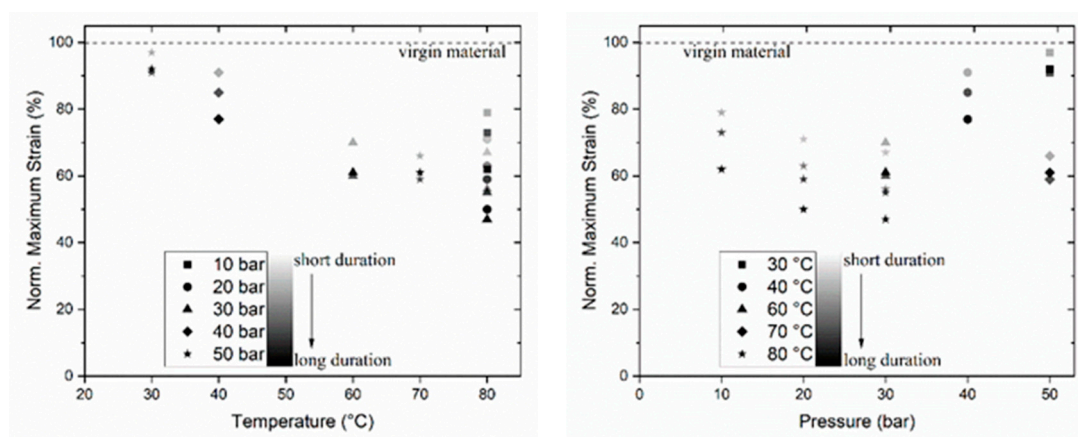 100
80
60
40
20
0
Norm. Maximum Strain (%)
virgin material
10 bar
20 bar
30 bar
40 bar
50 bar
short duration
long duration
20 30 40 50 60 70 80
Temperature (°C)
100
80
60
40
20
0
Norm. Maximum Strain (%)
virgin material
30 °C
40 °C
60 °C
70 °C
80 °C
short duration
long duration
0 10 20 30 40 50
Pressure (bar)